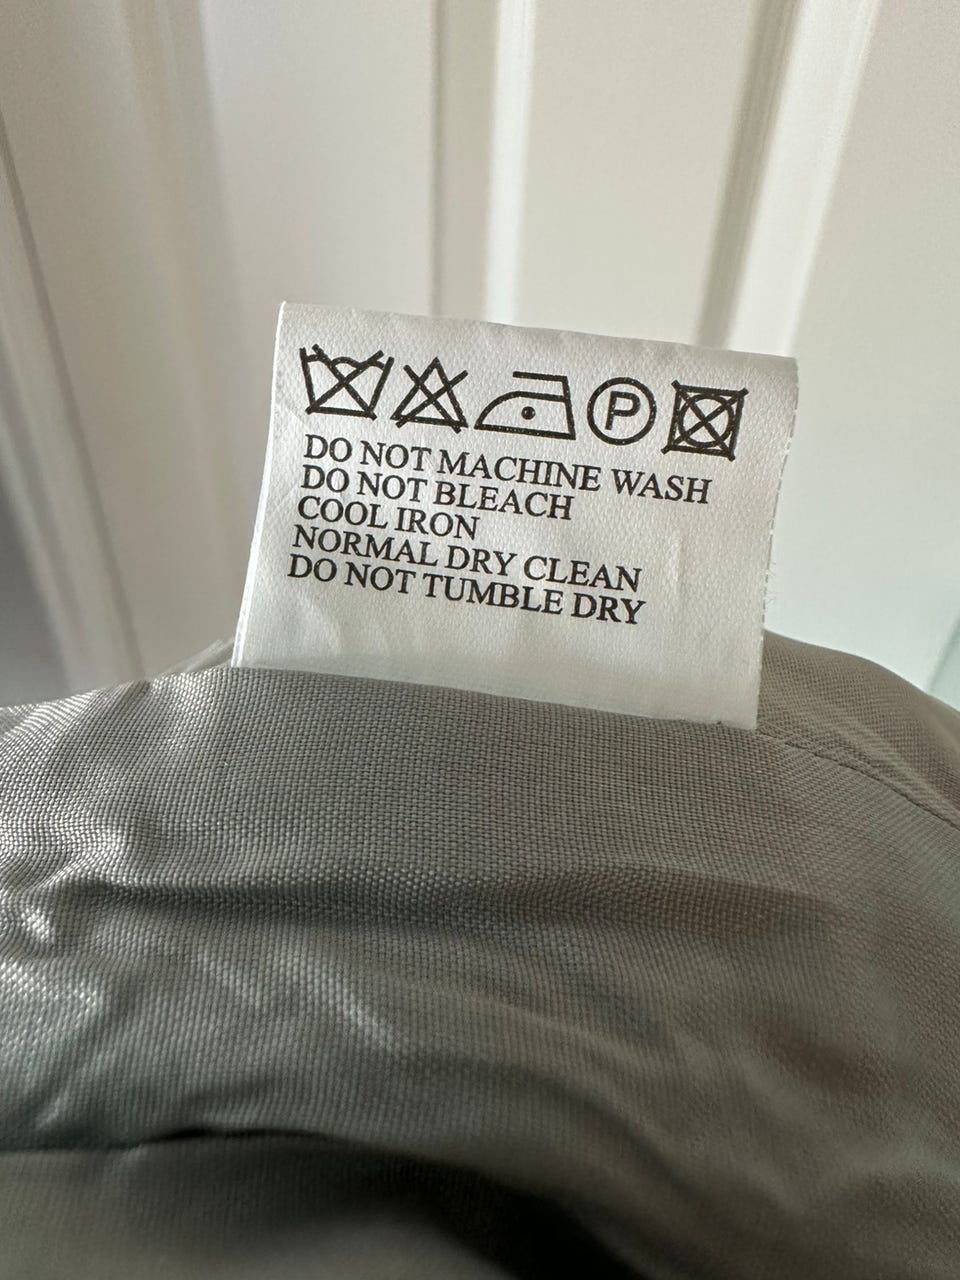 P
DO NOT MACHINE WASH
DO NOT BLEACH
COOL IRON
NORMAL DRY CLEAN
DO NOT TUMBLE DRY